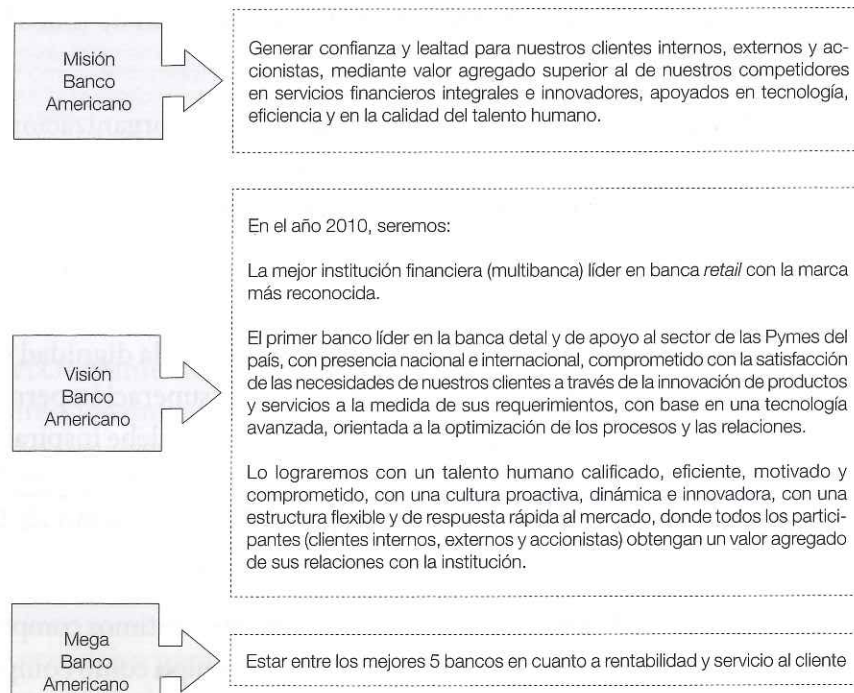 Misión
Banco
Americano
Generar confianza y lealtad para nuestros clientes internos, externos y ac-
cionistas, mediante valor agregado superior al de nuestros competidores
en servicios financieros integrales e innovadores, apoyados en tecnología,
eficiencia y en la calidad del talento humano.
Visión
Banco
Americano
En el año 2010, seremos:
La mejor institución financiera (multibanca) líder en banca retail con la marca
más reconocida.
El primer banco líder en la banca detal y de apoyo al sector de las Pymes del
país, con presencia nacional e internacional, comprometido con la satisfacción
de las necesidades de nuestros clientes a través de la innovación de productos
y servicios a la medida de sus requerimientos, con base en una tecnología
avanzada, orientada a la optimización de los procesos y las relaciones.
Lo lograremos con un talento humano calificado, eficiente, motivado y
comprometido, con una cultura proactiva, dinámica e innovadora, con una
estructura flexible y de respuesta rápida al mercado, donde todos los partici-
pantes (clientes internos, externos y accionistas) obtengan un valor agregado
de sus relaciones con la institución.
Mega
Banco
Americano
Estar entre los mejores 5 bancos en cuanto a rentabilidad y servicio al cliente